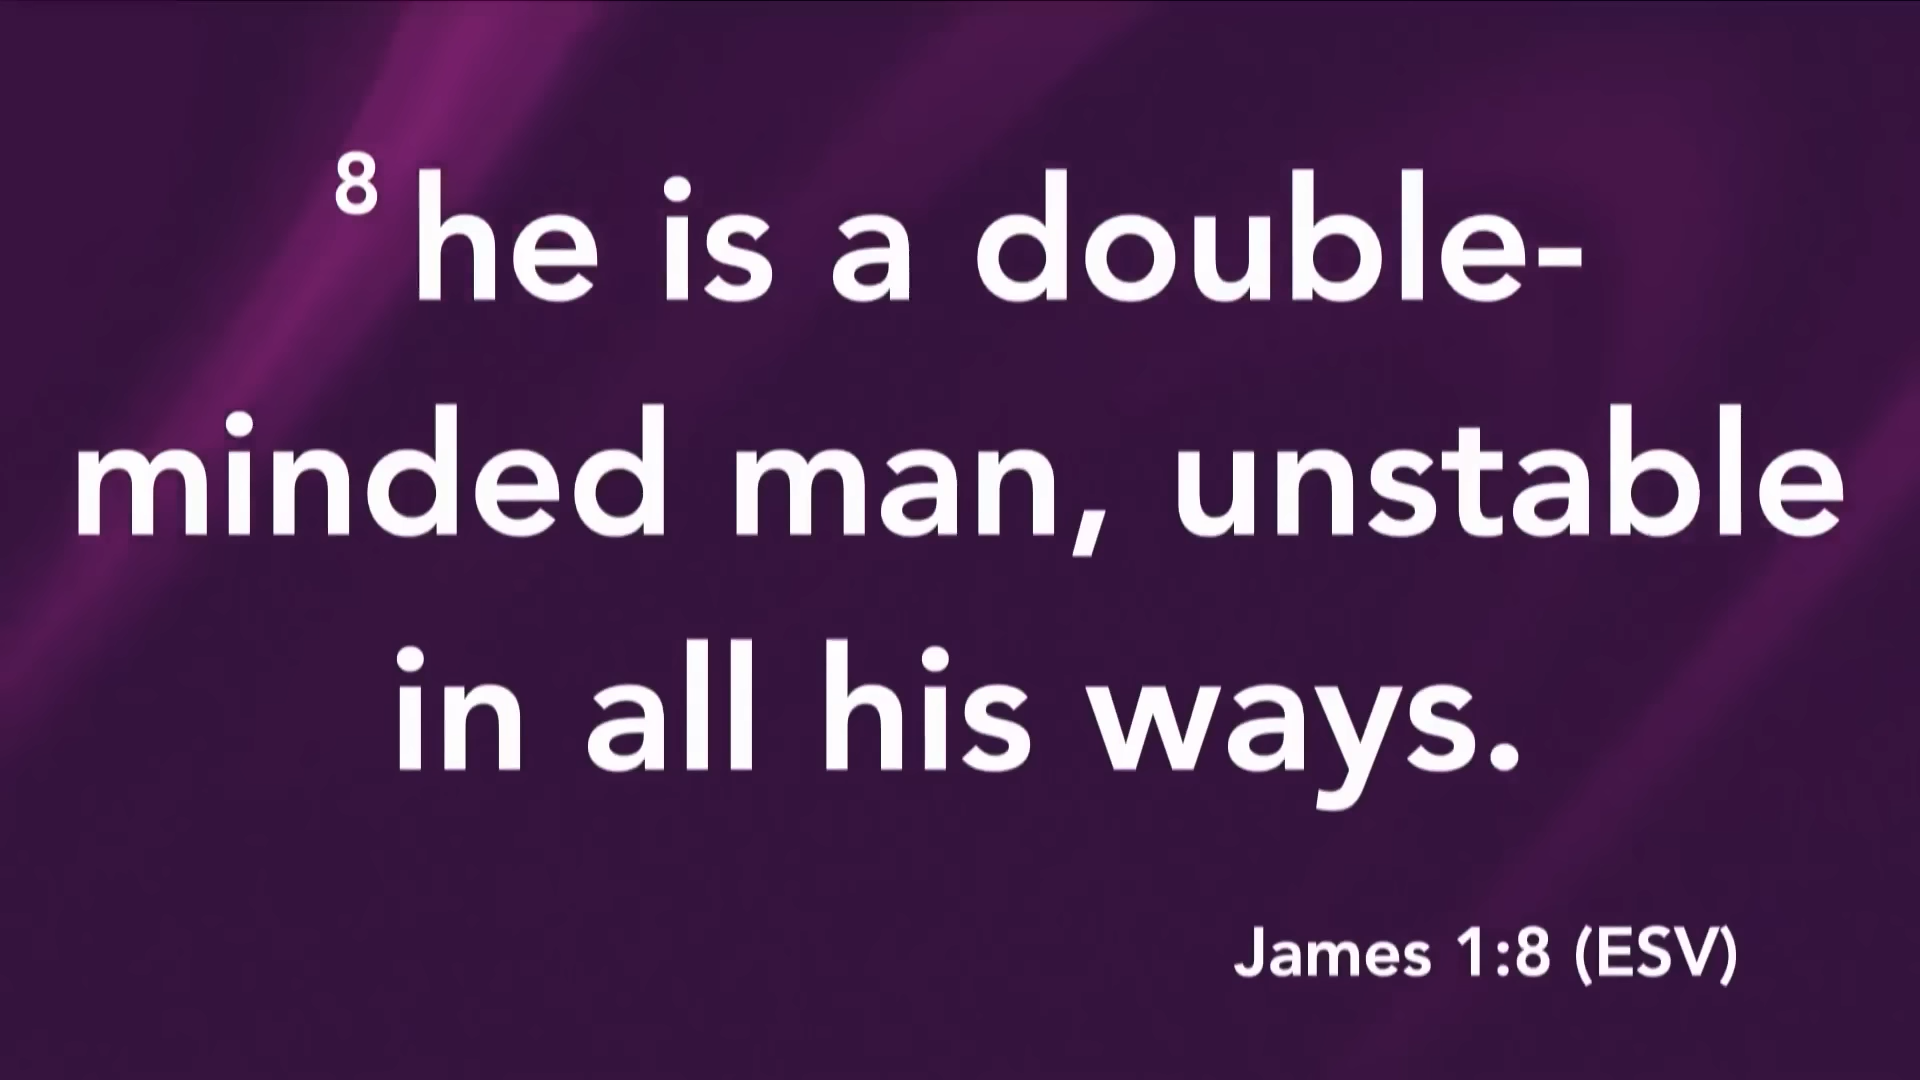 8 he is a double-
minded man, unstable
in all his ways.
James 1:8 (ESV)